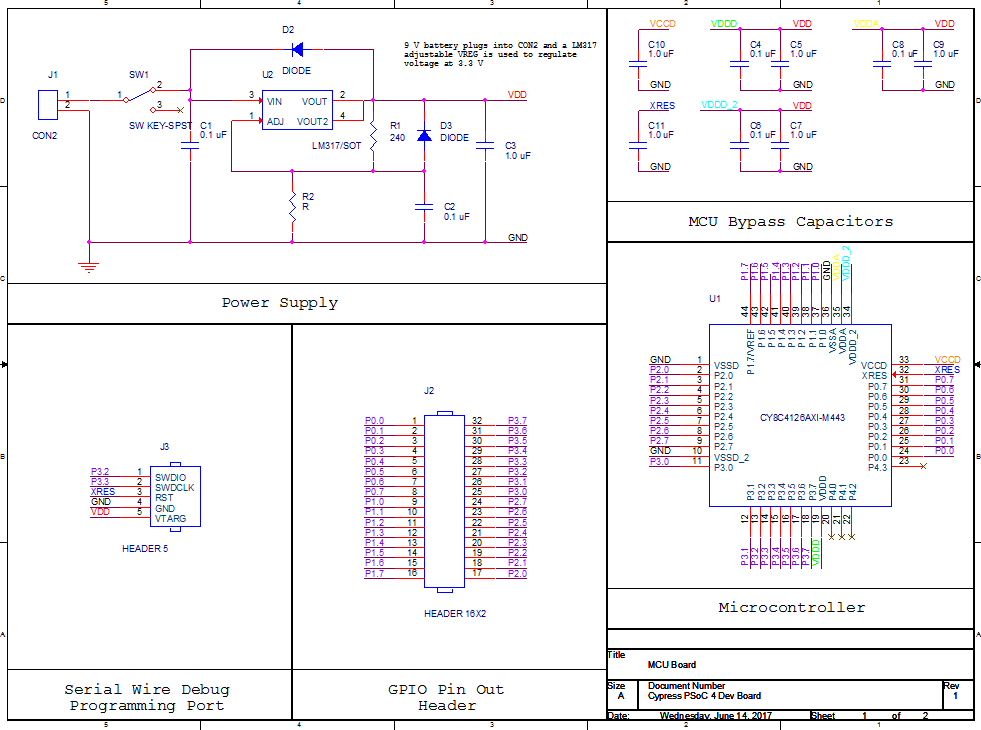 5
4
3
2
1
D
C
B
A
D2
DIODE
9 V battery plugs into CON2 and a LM317
adjustable VREG is used to regulate
voltage at 3.3 V
J1
1
2
CON2
SW1
1
2
3
SW KEY-SPST
C1
0.1 uF
U2
3
VIN
VOUT
2
1
ADJ
VOUT2
4
LM317/SOT
R1
240
D3
DIODE
VDD
C3
1.0 uF
R2
R
C2
0.1 uF
GND
Power Supply
VCCD
C10
1.0 uF
GND
VDDD
VDD
C4
0.1 uF
C5
1.0 uF
GND
VDDA
VDD
C8
0.1 uF
C9
1.0 uF
GND
XRES
C11
1.0 uF
GND
VDDD_2
VDD
C6
0.1 uF
C7
1.0 uF
GND
MCU Bypass Capacitors
U1
P1.7
P1.6
P1.5
P1.4
P1.3
P1.2
P1.1
P1.0
GND
VDDA
VDDD_2
44
43
42
41
40
39
38
37
36
35
34
P1.7/VREF
P1.6
P1.5
P1.4
P1.3
P1.2
P1.1
P1.0
VSSA
VDDA
VDDD_2
GND 1 VSSD
P2.0 2 P2.0
P2.1 3 P2.1
P2.2 4 P2.2
P2.3 5 P2.3
P2.4 6 P2.4
P2.5 7 P2.5
P2.6 8 P2.6
P2.7 9 P2.7
GND 10 VSSD_2
P3.0 11 P3.0
CY8C4126AXI-M443
VCCD 33 VCCD
XRES 32 XRES
P0.7 31 P0.7
P0.6 30 P0.6
P0.5 29 P0.5
P0.4 28 P0.4
P0.3 27 P0.3
P0.2 26 P0.2
P0.1 25 P0.1
P0.0 24 P0.0
P4.3 23
P3.1
P3.2
P3.3
P3.4
P3.5
P3.6
P3.7
VDDD
P4.0
P4.1
P4.2
12
13
14
15
16
17
18
19
20
21
22
P3.1
P3.2
P3.3
P3.4
P3.5
P3.6
P3.7
VDDD
Microcontroller
J3
P3.2 1 SWDIO
P3.3 2 SWDCLK
XRES 3 RST
GND 4 GND
VDD 5 VTARG
HEADER 5
Serial Wire Debug
Programming Port
J2
P0.0 1 32 P3.7
P0.1 2 31 P3.6
P0.2 3 30 P3.5
P0.3 4 29 P3.4
P0.4 5 28 P3.3
P0.5 6 27 P3.2
P0.6 7 26 P3.1
P0.7 8 25 P3.0
P1.0 9 24 P2.7
P1.1 10 23 P2.6
P1.2 11 22 P2.5
P1.3 12 21 P2.4
P1.4 13 20 P2.3
P1.5 14 19 P2.2
P1.6 15 18 P2.1
P1.7 16 17 P2.0
HEADER 16X2
GPIO Pin Out
Header
Title
MCU Board
Size
A
Document Number
Cypress PSoC 4 Dev Board
Rev
1
Date: Wednesday, June 14, 2017 Sheet 1 of 2
D
C
B
A
5
4
3
2
1